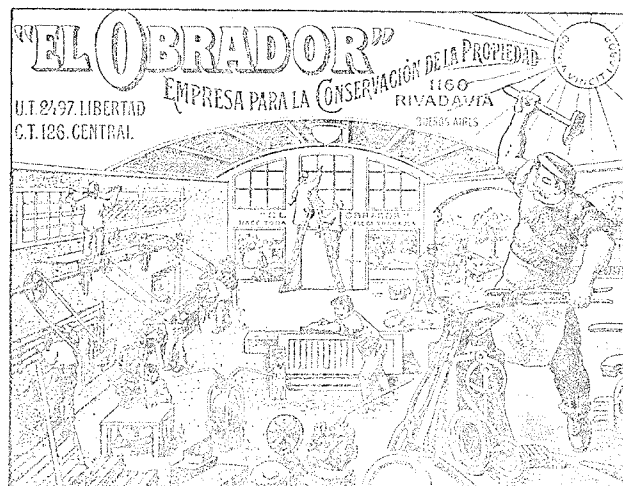 "EL OBRADOR"
EMPRESA PARA LA CONSERVACIÓN DE LA PROPIEDAD
U.T. 2497. LIBERTAD
C.T. 126. CENTRAL
1160
RIVADAVIA
BUENOS AIRES